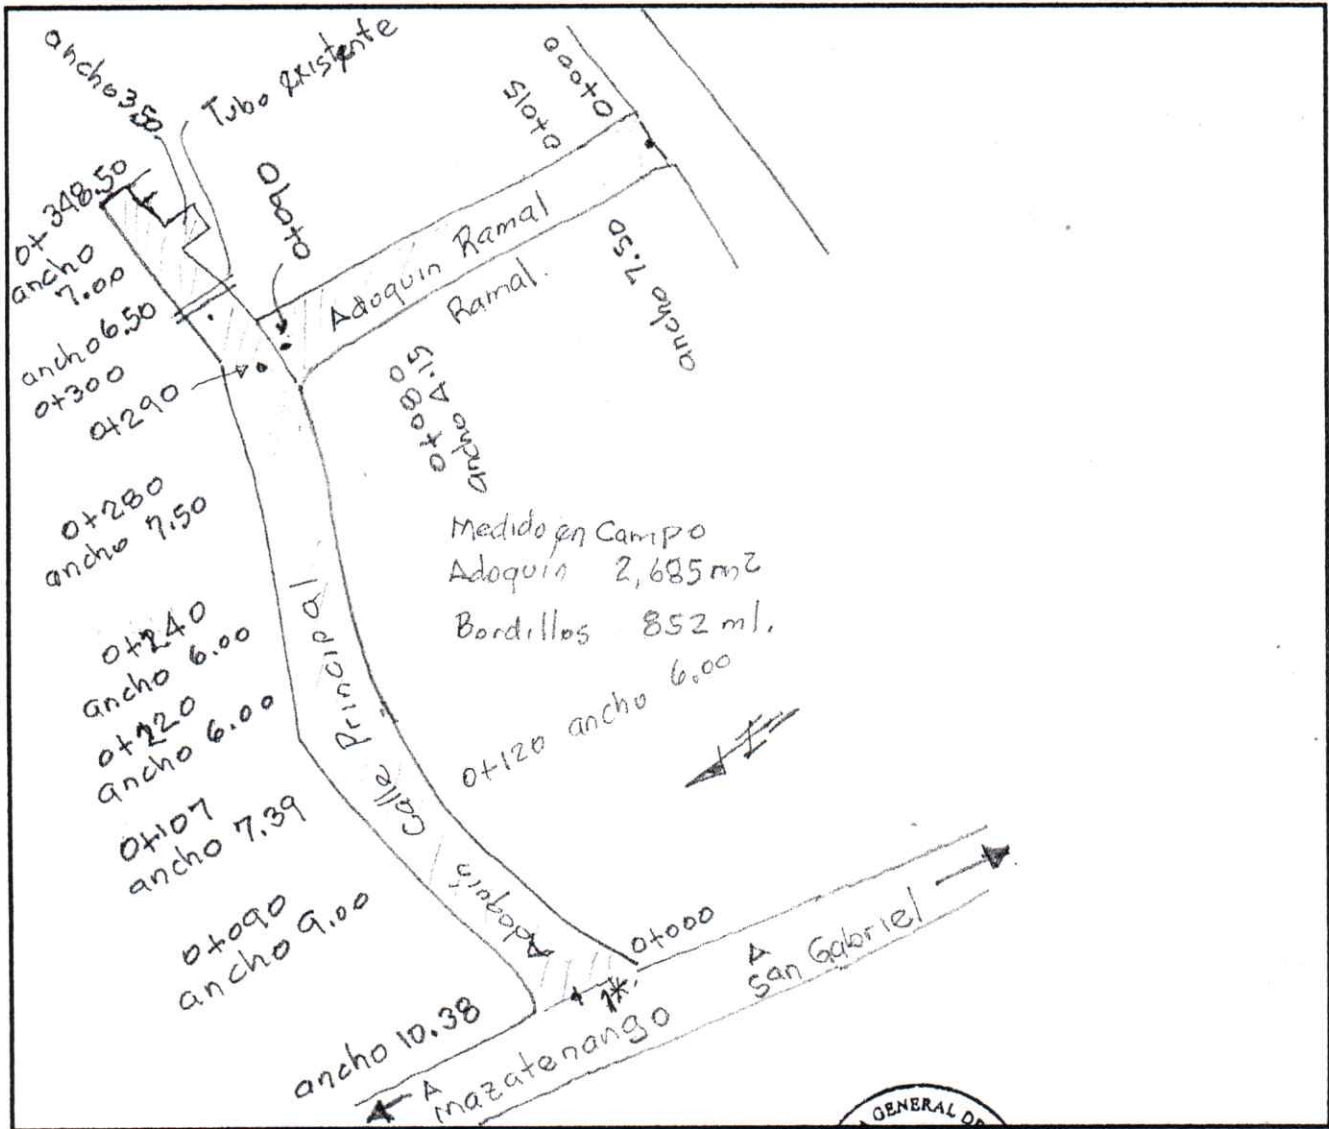 ancho 3.50
Tubo existente
0+348.50
ancho
7.00
ancho 6.50
0+300
0+290
0+280
ancho 7.50
0+240
ancho 6.00
0+220
ancho 6.00
0+107
ancho 7.39
0+090
ancho 9.00
ancho 10.38
0+090
0+015
0+000
Adoquin Ramal
Ramal.
ancho 7.50
0+080
ancho 4.15
Medido en Campo
Adoquin 2,685 m2
Bordillos 852 ml.
0+120 ancho 6.00
Adoquín Calle Principal
0+000
A
San Gabriel
A
mazatenango
GENERAL DE